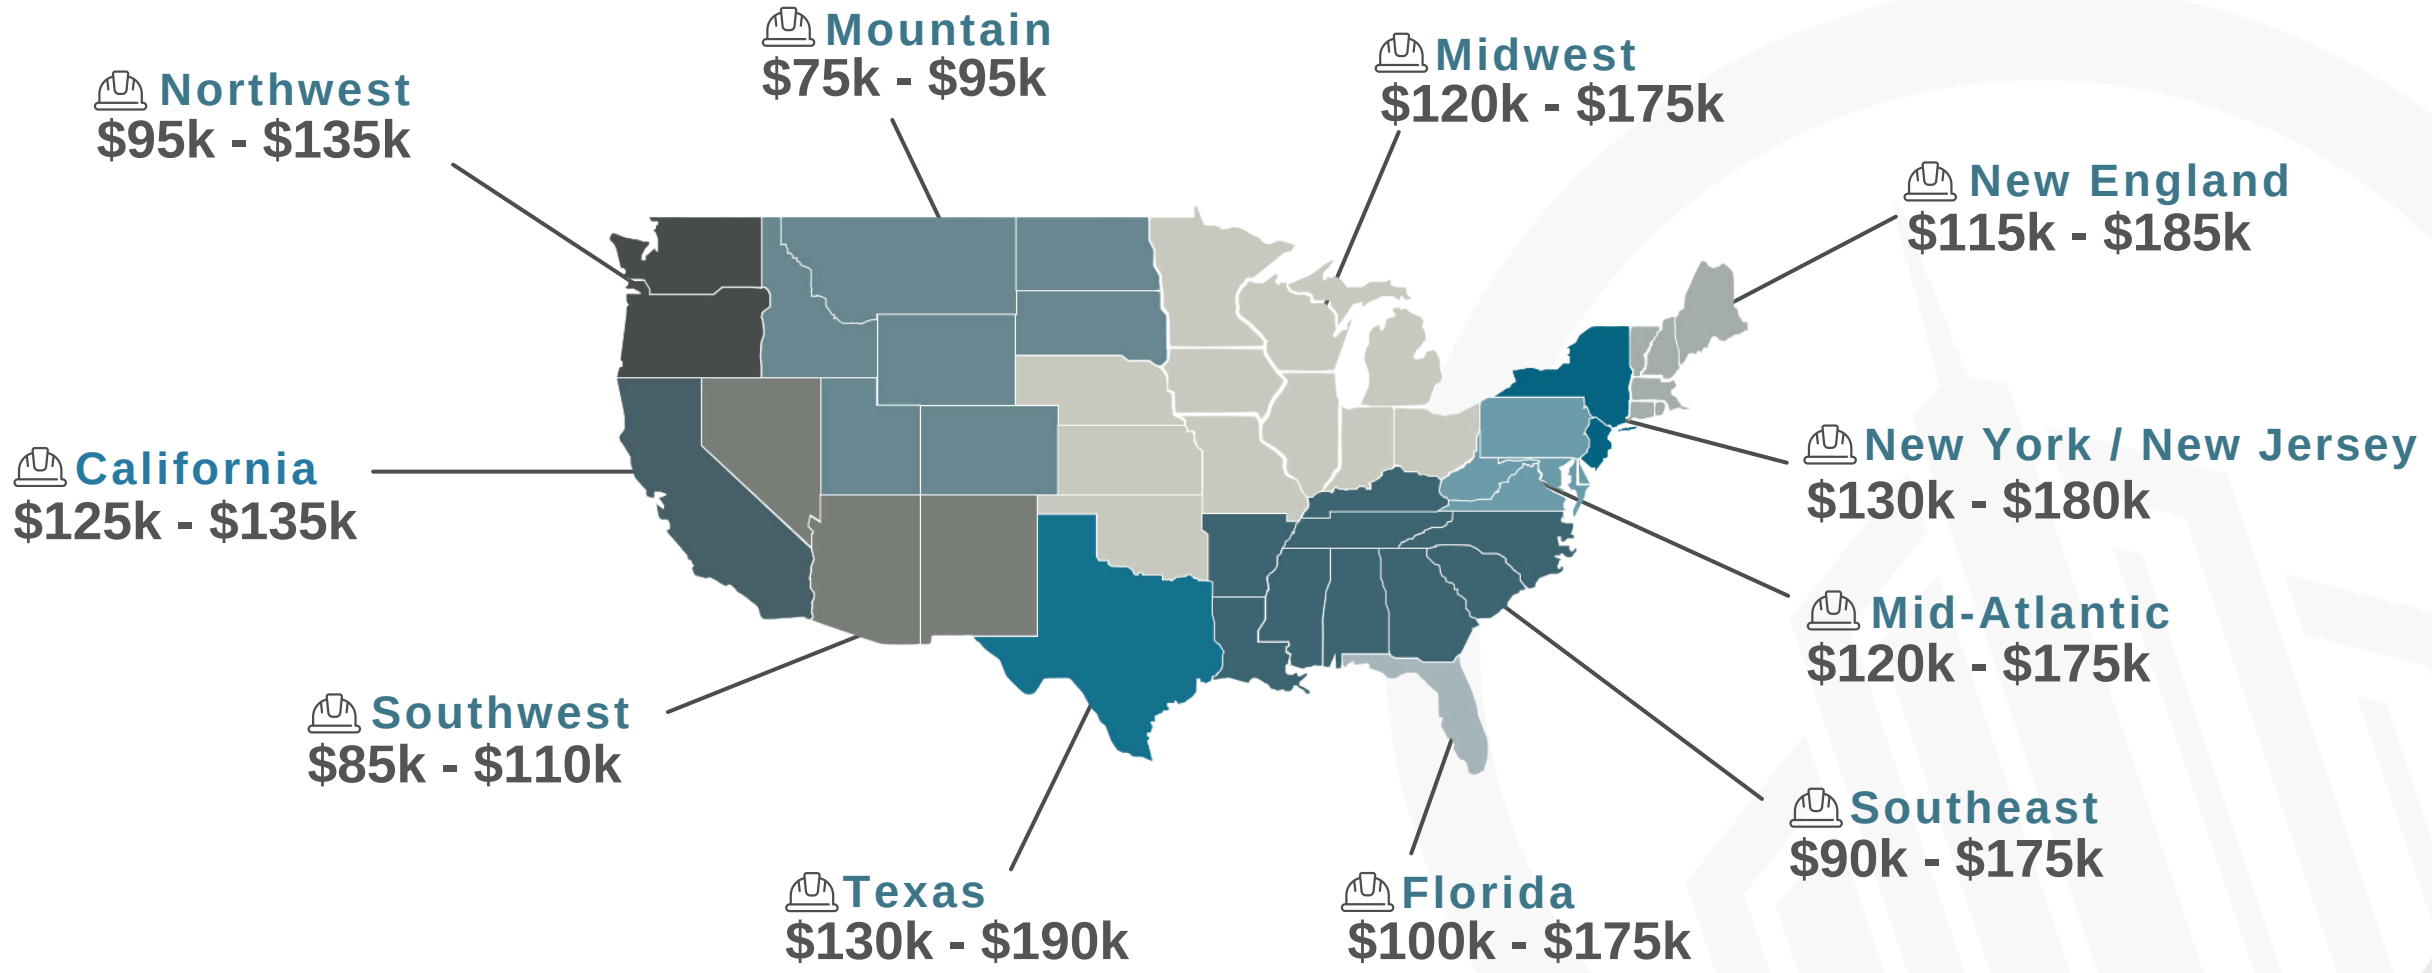 Mountain
$75k - $95k
Midwest
$120k - $175k
Northwest
$95k - $135k
New England
$115k - $185k
California
$125k - $135k
New York / New Jersey
$130k - $180k
Mid-Atlantic
$120k - $175k
Southwest
$85k - $110k
Southeast
$90k - $175k
Texas
$130k - $190k
Florida
$100k - $175k